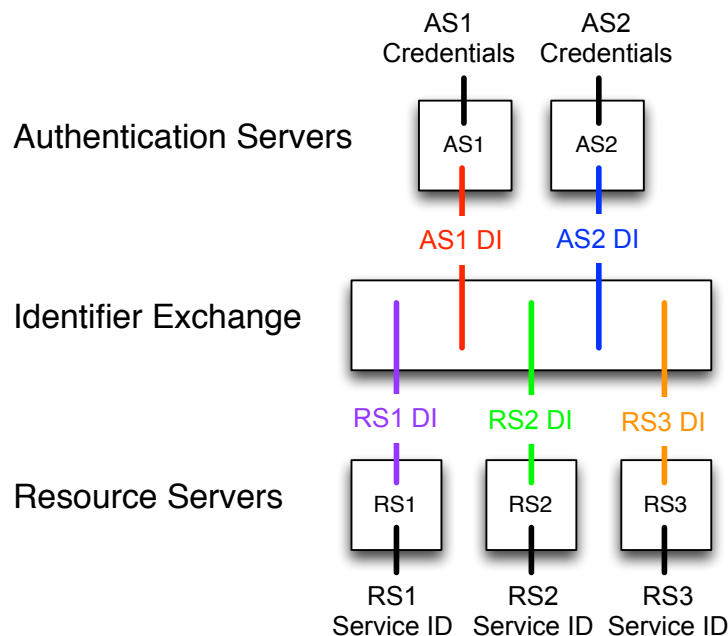 AS1
Credentials
AS2
Credentials
Authentication Servers
AS1
AS2
AS1 DI
AS2 DI
Identifier Exchange
RS1 DI
RS2 DI
RS3 DI
Resource Servers
RS1
RS2
RS3
RS1
Service ID
RS2
Service ID
RS3
Service ID